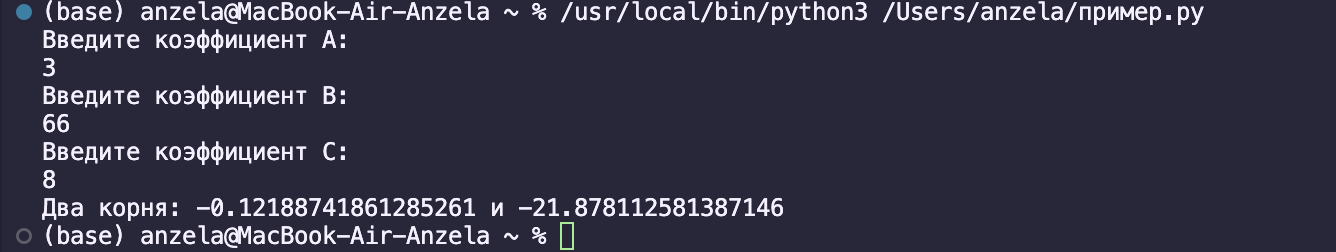 (base) anzela@MacBook-Air-Anzela ~ % /usr/local/bin/python3 /Users/anzela/пример.py
Введите коэффициент A:
3
Введите коэффициент B:
66
Введите коэффициент C:
8
Два корня: -0.12188741861285261 и -21.878112581387146
(base) anzela@MacBook-Air-Anzela ~ %